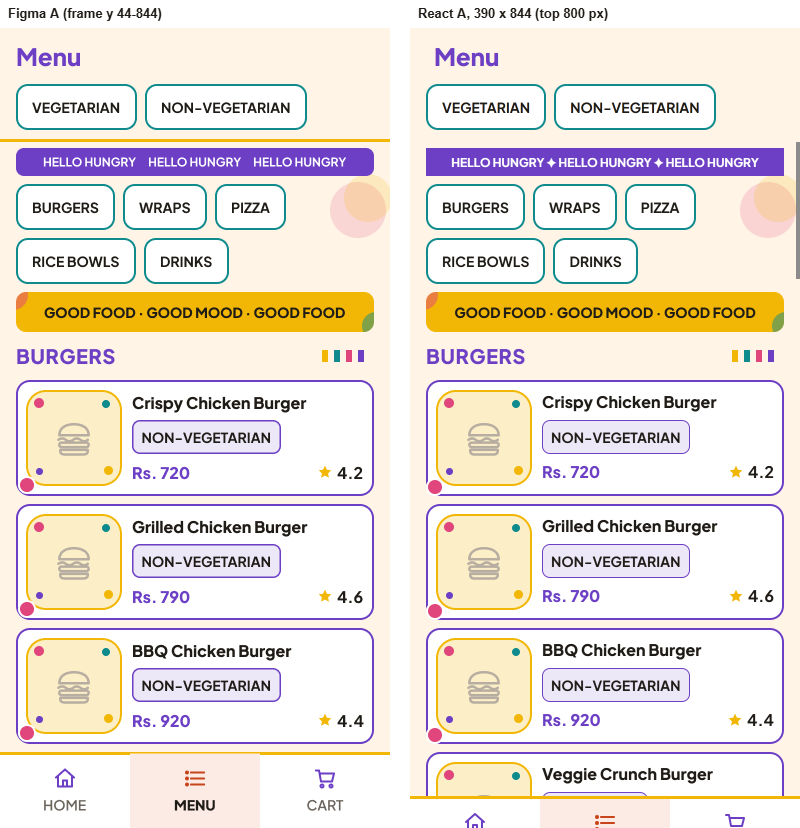 Figma A (frame y 44-844)
Menu
VEGETARIAN NON-VEGETARIAN
HELLO HUNGRY HELLO HUNGRY HELLO HUNGRY
BURGERS WRAPS PIZZA
RICE BOWLS DRINKS
GOOD FOOD · GOOD MOOD · GOOD FOOD
BURGERS
Crispy Chicken Burger
NON-VEGETARIAN
Rs. 720 ★ 4.2
Grilled Chicken Burger
NON-VEGETARIAN
Rs. 790 ★ 4.6
BBQ Chicken Burger
NON-VEGETARIAN
Rs. 920 ★ 4.4
HOME MENU CART
React A, 390 x 844 (top 800 px)
Menu
VEGETARIAN NON-VEGETARIAN
HELLO HUNGRY ✦ HELLO HUNGRY ✦ HELLO HUNGRY
BURGERS WRAPS PIZZA
RICE BOWLS DRINKS
GOOD FOOD · GOOD MOOD · GOOD FOOD
BURGERS
Crispy Chicken Burger
NON-VEGETARIAN
Rs. 720 ★ 4.2
Grilled Chicken Burger
NON-VEGETARIAN
Rs. 790 ★ 4.6
BBQ Chicken Burger
NON-VEGETARIAN
Rs. 920 ★ 4.4
Veggie Crunch Burger